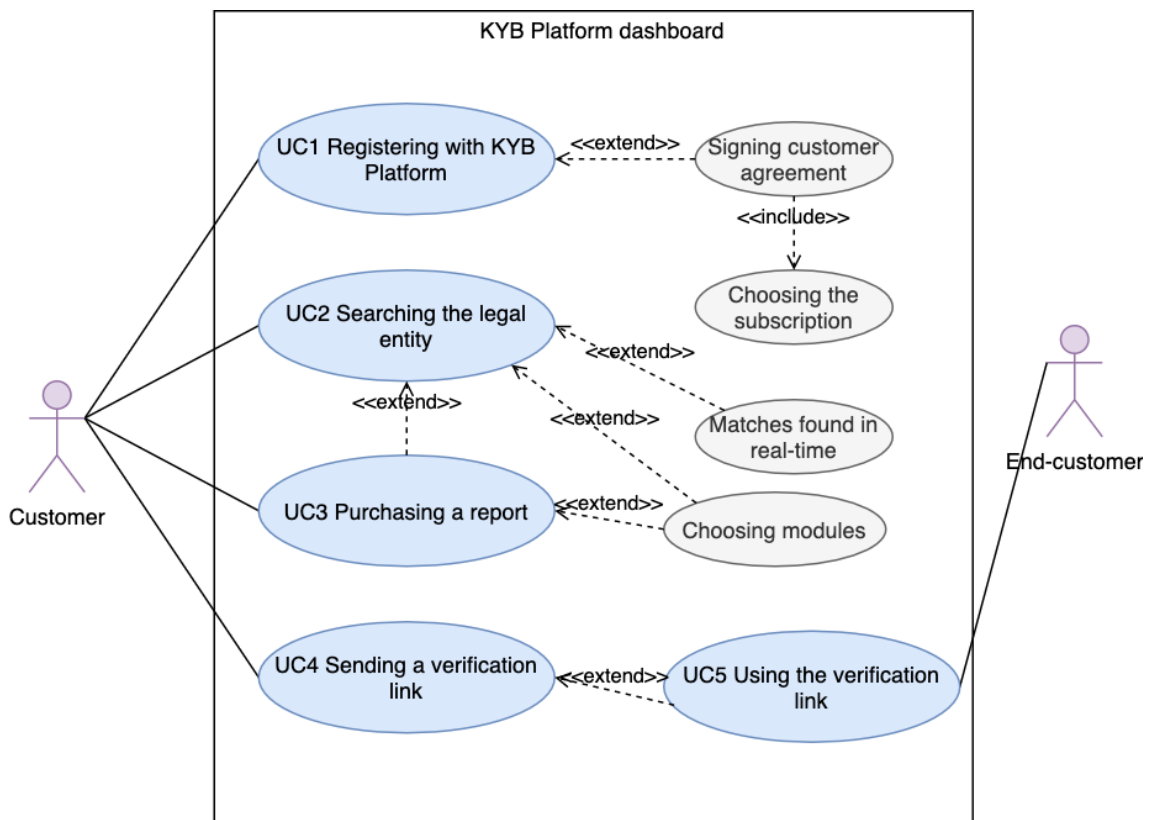 KYB Platform dashboard
UC1 Registering with KYB
Platform
<<extend>>
Signing customer
agreement
<<include>>
Choosing the
subscription
UC2 Searching the legal
entity
<<extend>>
<<extend>>
<<extend>>
Matches found in
real-time
UC3 Purchasing a report
<<extend>>
Choosing modules
Customer
End-customer
UC4 Sending a verification
link
<<extend>>
UC5 Using the verification
link